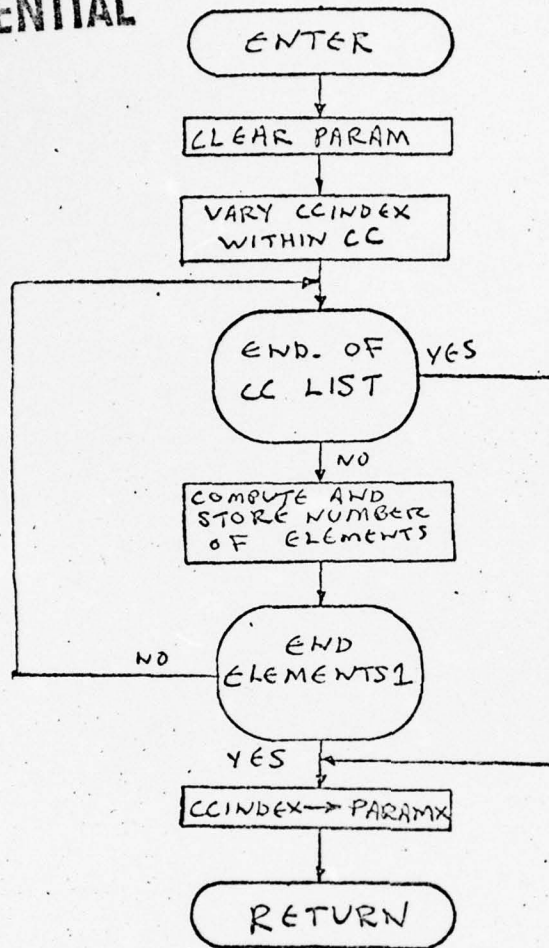 ENTIAL
ENTER
CLEAR PARAM
VARY CCINDEX
WITHIN CC
END. OF
CC LIST
YES
NO
COMPUTE AND
STORE NUMBER
OF ELEMENTS
END
ELEMENTS1
NO
YES
CCINDEX→PARAMX
RETURN